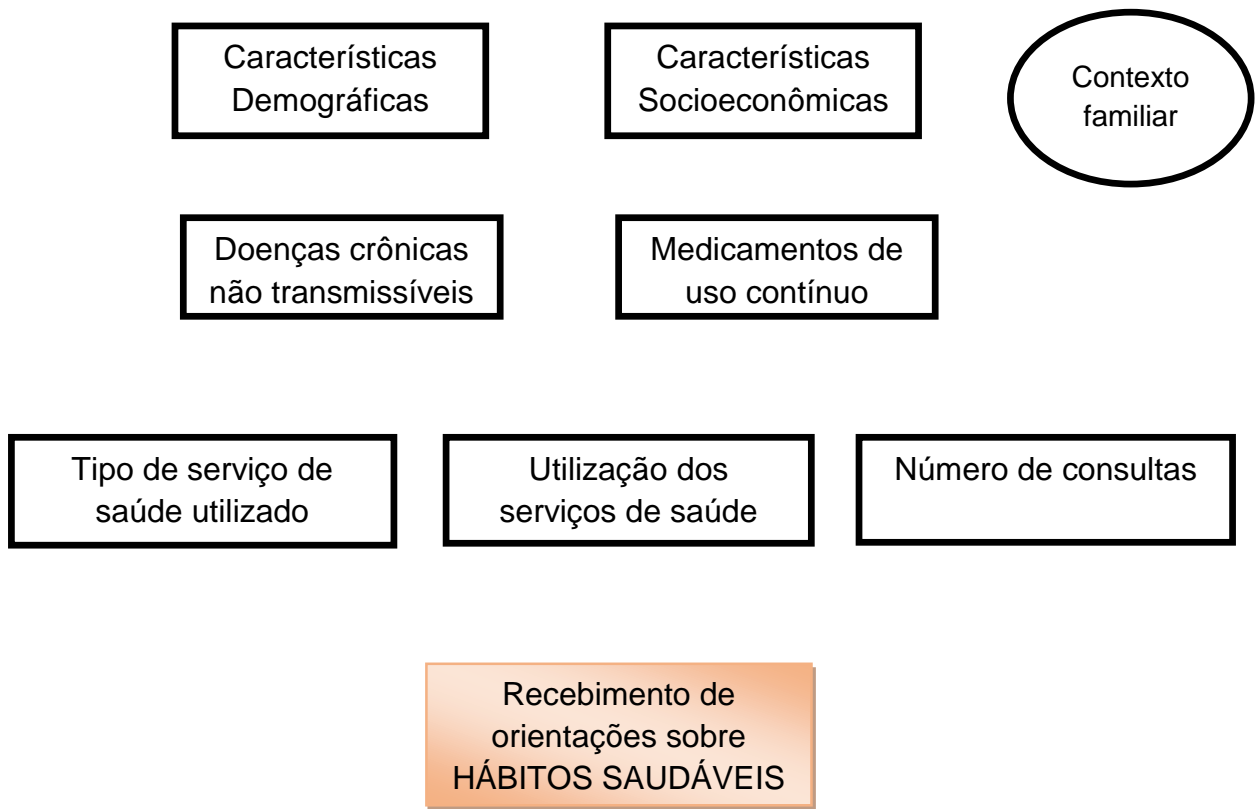 Características
Demográficas
Características
Socioeconômicas
Contexto
familiar
Doenças crônicas
não transmissíveis
Medicamentos de
uso contínuo
Tipo de serviço de
saúde utilizado
Utilização dos
serviços de saúde
Número de consultas
Recebimento de
orientações sobre
HÁBITOS SAUDÁVEIS